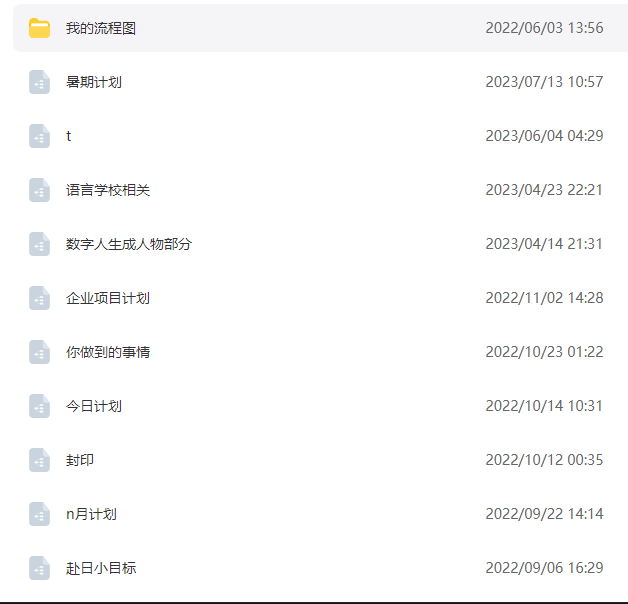 我的流程图 2022/06/03 13:56
暑期计划 2023/07/13 10:57
t 2023/06/04 04:29
语言学校相关 2023/04/23 22:21
数字人生成人物部分 2023/04/14 21:31
企业项目计划 2022/11/02 14:28
你做到的事情 2022/10/23 01:22
今日计划 2022/10/14 10:31
封印 2022/10/12 00:35
n月计划 2022/09/22 14:14
赴日小目标 2022/09/06 16:29